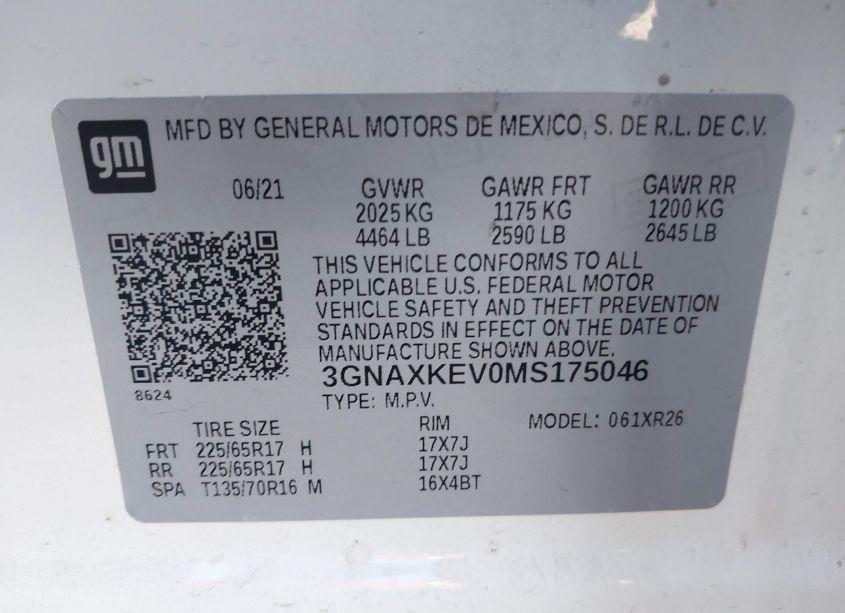 gm
MFD BY GENERAL MOTORS DE MEXICO, S. DE R.L. DE C.V.
06/21 GVWR GAWR FRT GAWR RR
2025 KG 1175 KG 1200 KG
4464 LB 2590 LB 2645 LB
THIS VEHICLE CONFORMS TO ALL
APPLICABLE U.S. FEDERAL MOTOR
VEHICLE SAFETY AND THEFT PREVENTION
STANDARDS IN EFFECT ON THE DATE OF
MANUFACTURE SHOWN ABOVE.
3GNAXKEV0MS175046
8624
TYPE: M.P.V.
TIRE SIZE RIM MODEL: 061XR26
FRT 225/65R17 H 17X7J
RR 225/65R17 H 17X7J
SPA T135/70R16 M 16X4BT